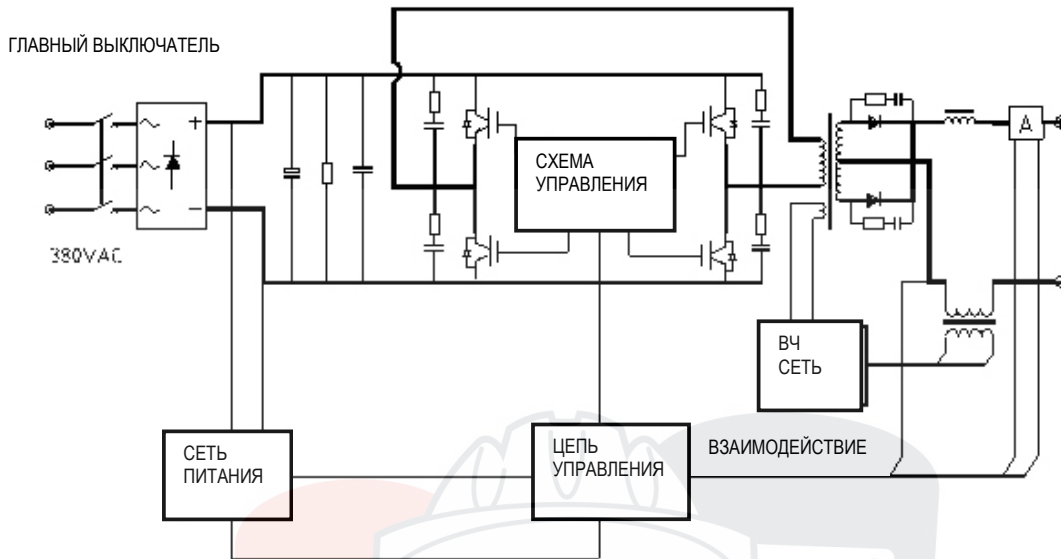 ГЛАВНЫЙ ВЫКЛЮЧАТЕЛЬ
+
−
380VAC
СХЕМА
УПРАВЛЕНИЯ
A
ВЧ
СЕТЬ
СЕТЬ
ПИТАНИЯ
ЦЕПЬ
УПРАВЛЕНИЯ
ВЗАИМОДЕЙСТВИЕ